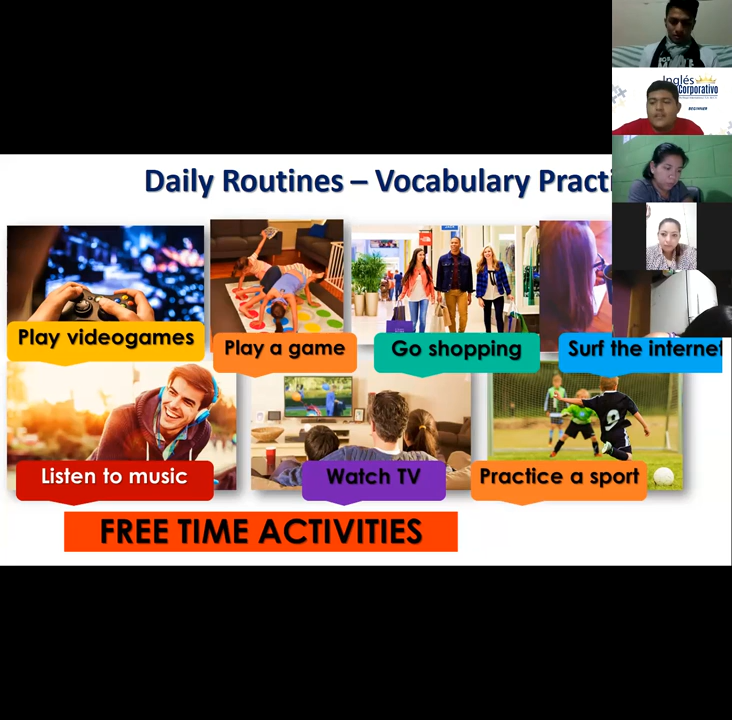 Inglés
Corporativo
Daily Routines – Vocabulary Practi
Play videogames
Play a game
Go shopping
Surf the internet
Listen to music
Watch TV
Practice a sport
9
FREE TIME ACTIVITIES